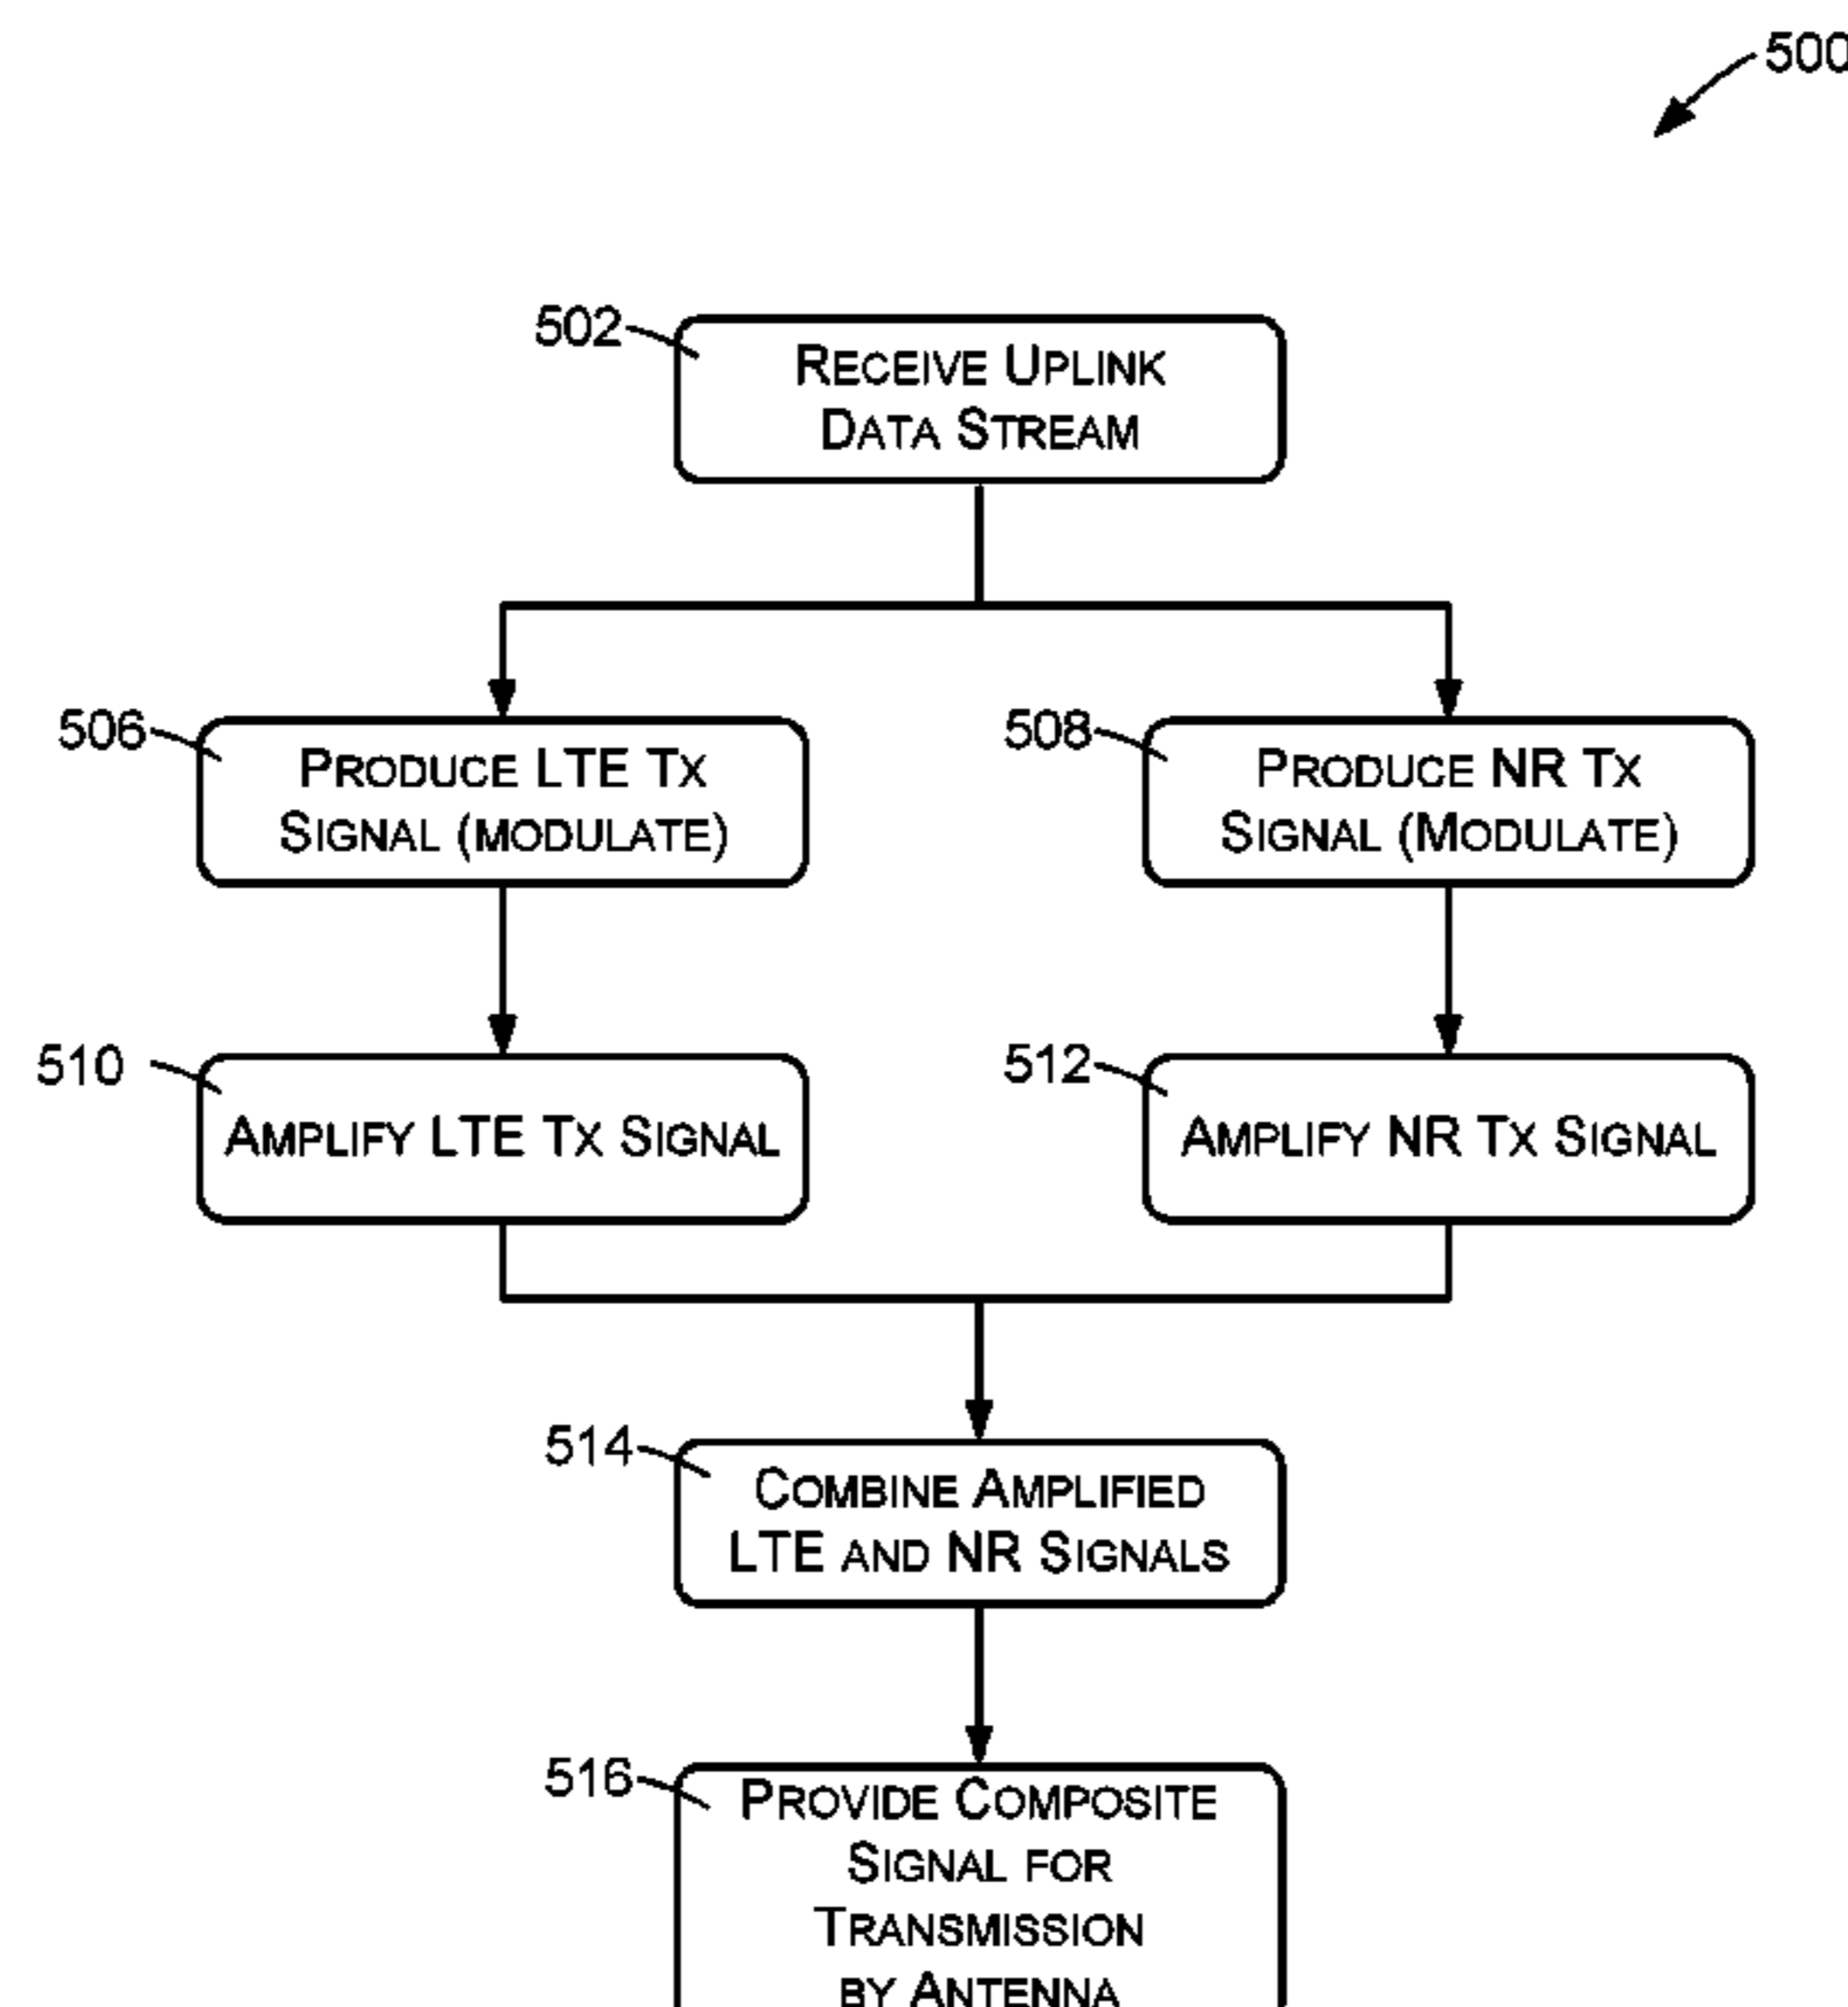 500
502
RECEIVE UPLINK
DATA STREAM
506
PRODUCE LTE TX
SIGNAL (MODULATE)
508
PRODUCE NR TX
SIGNAL (MODULATE)
510
AMPLIFY LTE TX SIGNAL
512
AMPLIFY NR TX SIGNAL
514
COMBINE AMPLIFIED
LTE AND NR SIGNALS
516
PROVIDE COMPOSITE
SIGNAL FOR
TRANSMISSION
BY ANTENNA